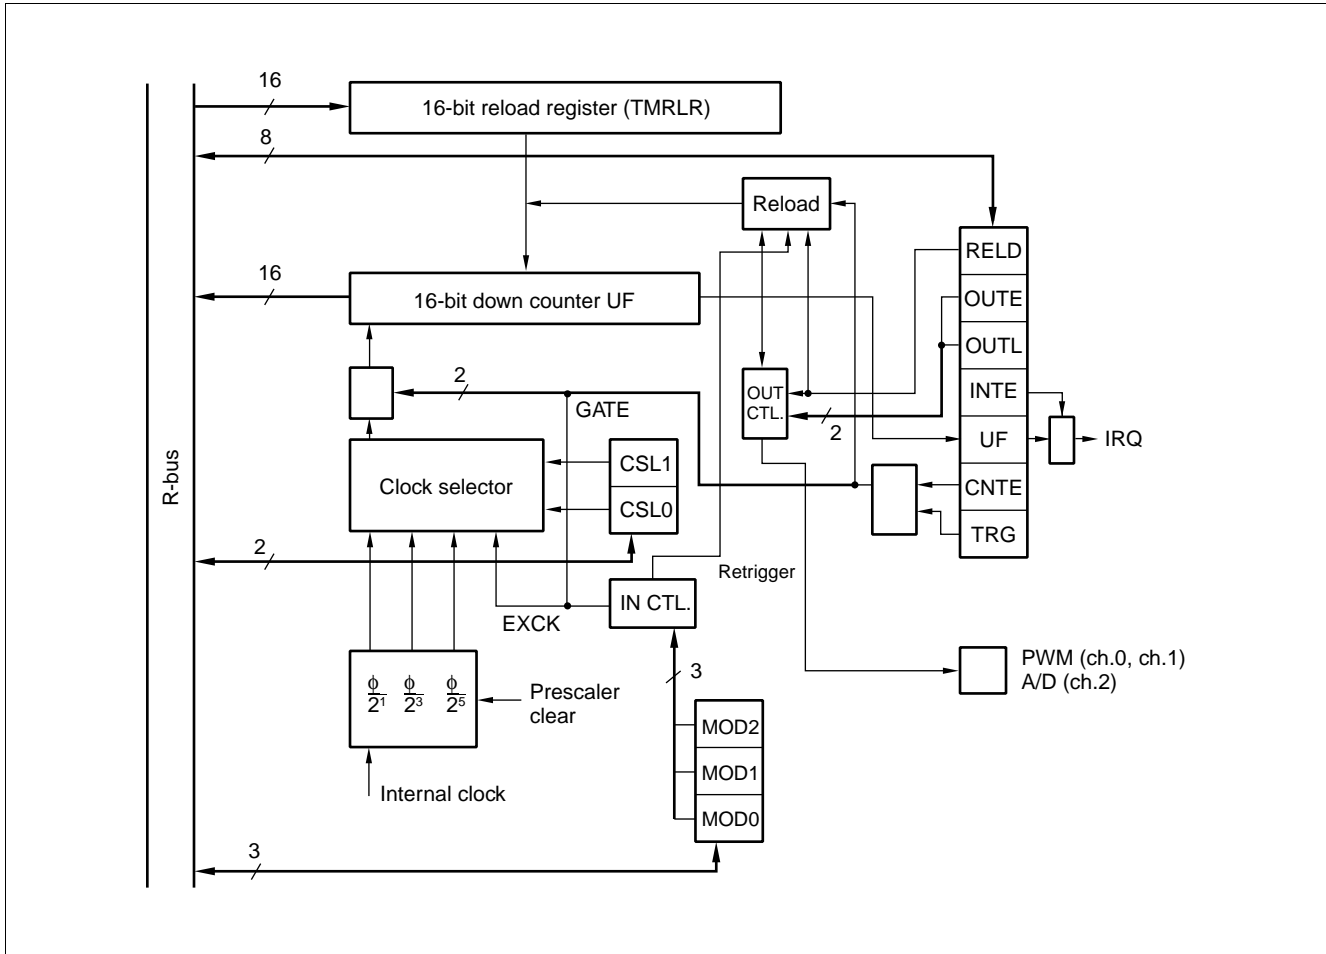 16
16-bit reload register (TMRLR)
8
Reload
RELD
16
16-bit down counter UF
OUTE
OUTL
2
OUT
CTL.
INTE
GATE
2
UF
IRQ
R-bus
Clock selector
CSL1
CSL0
CNTE
TRG
2
Retrigger
IN CTL.
EXCK
3
PWM (ch.0, ch.1)
A/D (ch.2)
ϕ ϕ ϕ
2¹ 2³ 2⁵
Prescaler
clear
MOD2
MOD1
MOD0
Internal clock
3